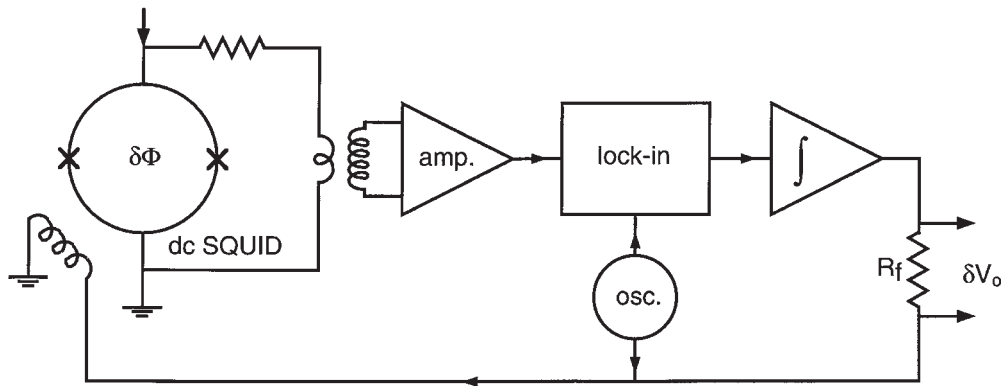 δΦ
dc SQUID
amp.
lock-in
∫
osc.
R_f
δV_o